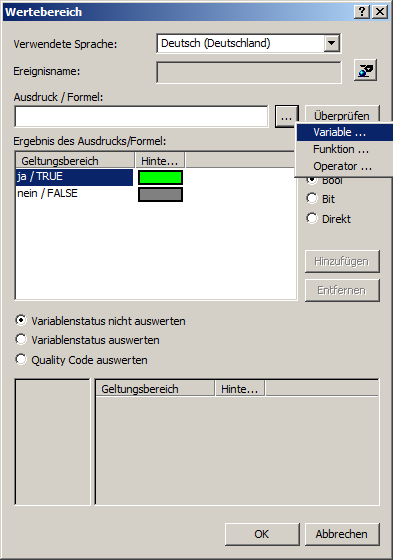 Wertebereich
Verwendete Sprache:
Deutsch (Deutschland)
Ereignisname:
Ausdruck / Formel:
...
Überprüfen
Variable ...
Funktion ...
Operator ...
Ergebnis des Ausdrucks/Formel:
Geltungsbereich Hinte...
ja / TRUE
nein / FALSE
Bool
Bit
Direkt
Hinzufügen
Entfernen
Variablenstatus nicht auswerten
Variablenstatus auswerten
Quality Code auswerten
Geltungsbereich Hinte...
OK
Abbrechen